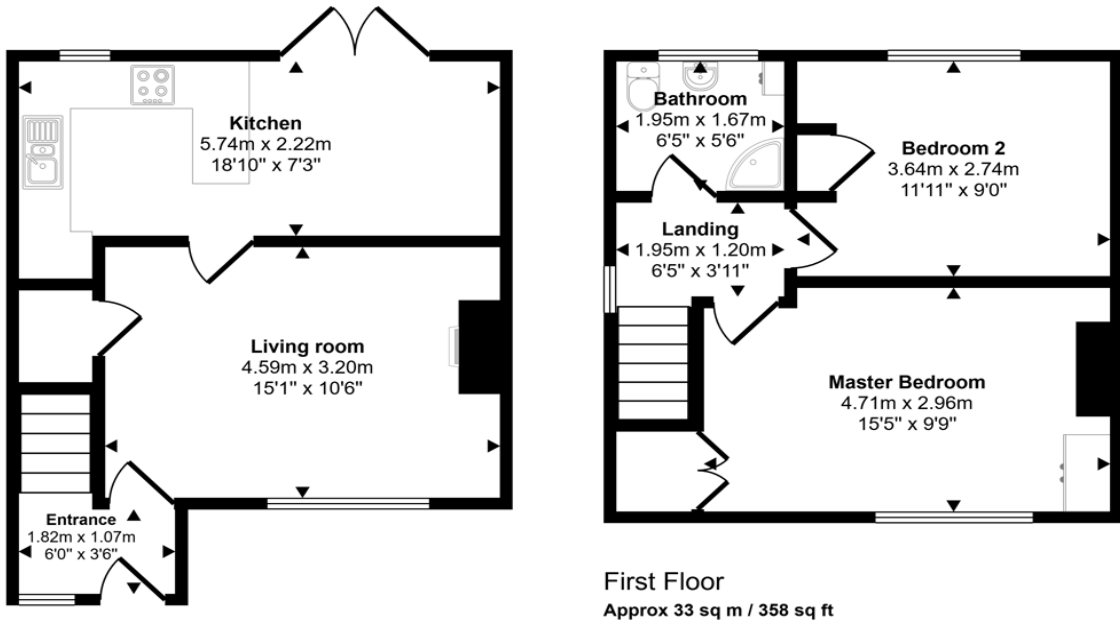 Kitchen
5.74m x 2.22m
18'10" x 7'3"
Living room
4.59m x 3.20m
15'1" x 10'6"
Entrance
1.82m x 1.07m
6'0" x 3'6"
Bathroom
1.95m x 1.67m
6'5" x 5'6"
Bedroom 2
3.64m x 2.74m
11'11" x 9'0"
Landing
1.95m x 1.20m
6'5" x 3'11"
Master Bedroom
4.71m x 2.96m
15'5" x 9'9"
First Floor
Approx 33 sq m / 358 sq ft